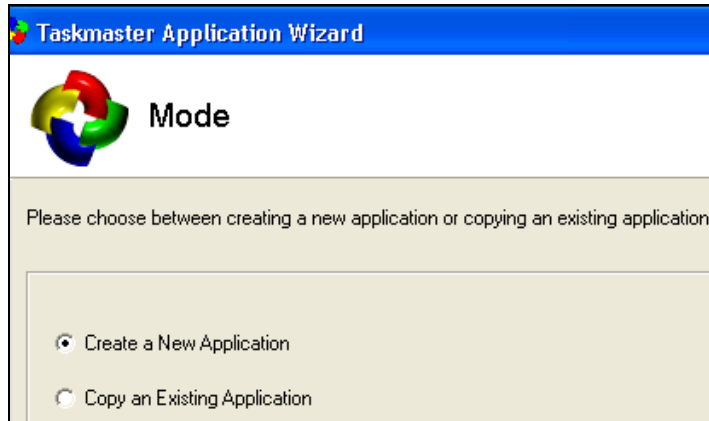 Taskmaster Application Wizard
Mode
Please choose between creating a new application or copying an existing application
Create a New Application
Copy an Existing Application